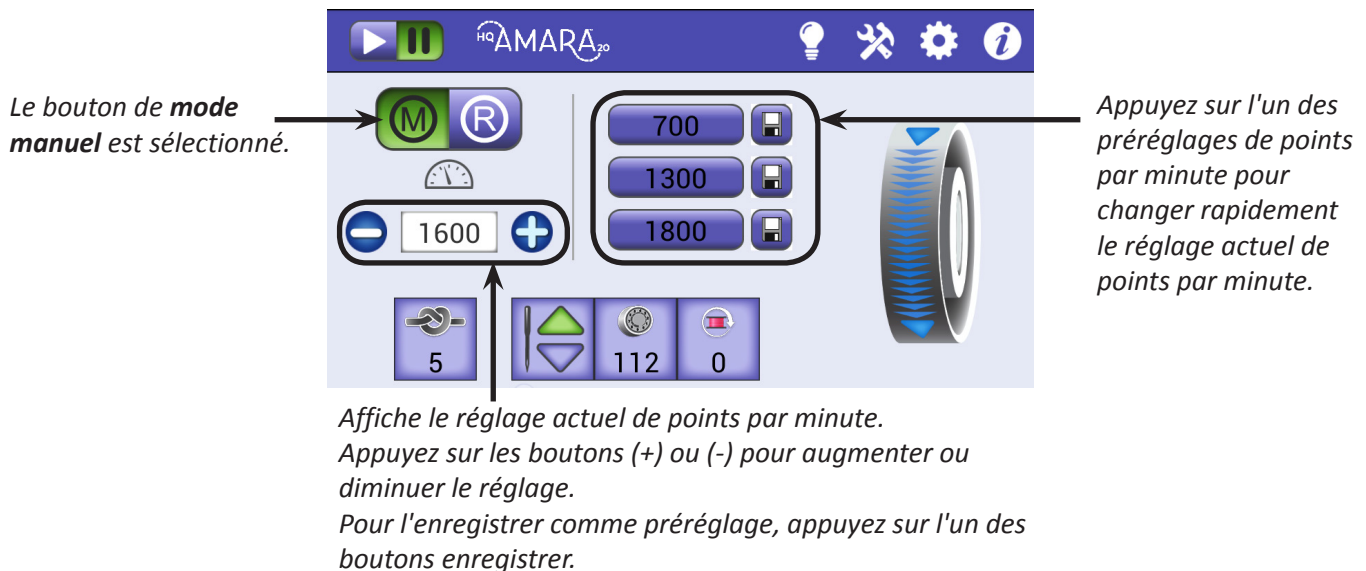 HQ AMARA 20
i
Le bouton de mode
manuel est sélectionné.
M R
700
1300
1800
1600
5
112
0
Appuyez sur l'un des
préréglages de points
par minute pour
changer rapidement
le réglage actuel de
points par minute.
Affiche le réglage actuel de points par minute.
Appuyez sur les boutons (+) ou (-) pour augmenter ou
diminuer le réglage.
Pour l'enregistrer comme préréglage, appuyez sur l'un des
boutons enregistrer.